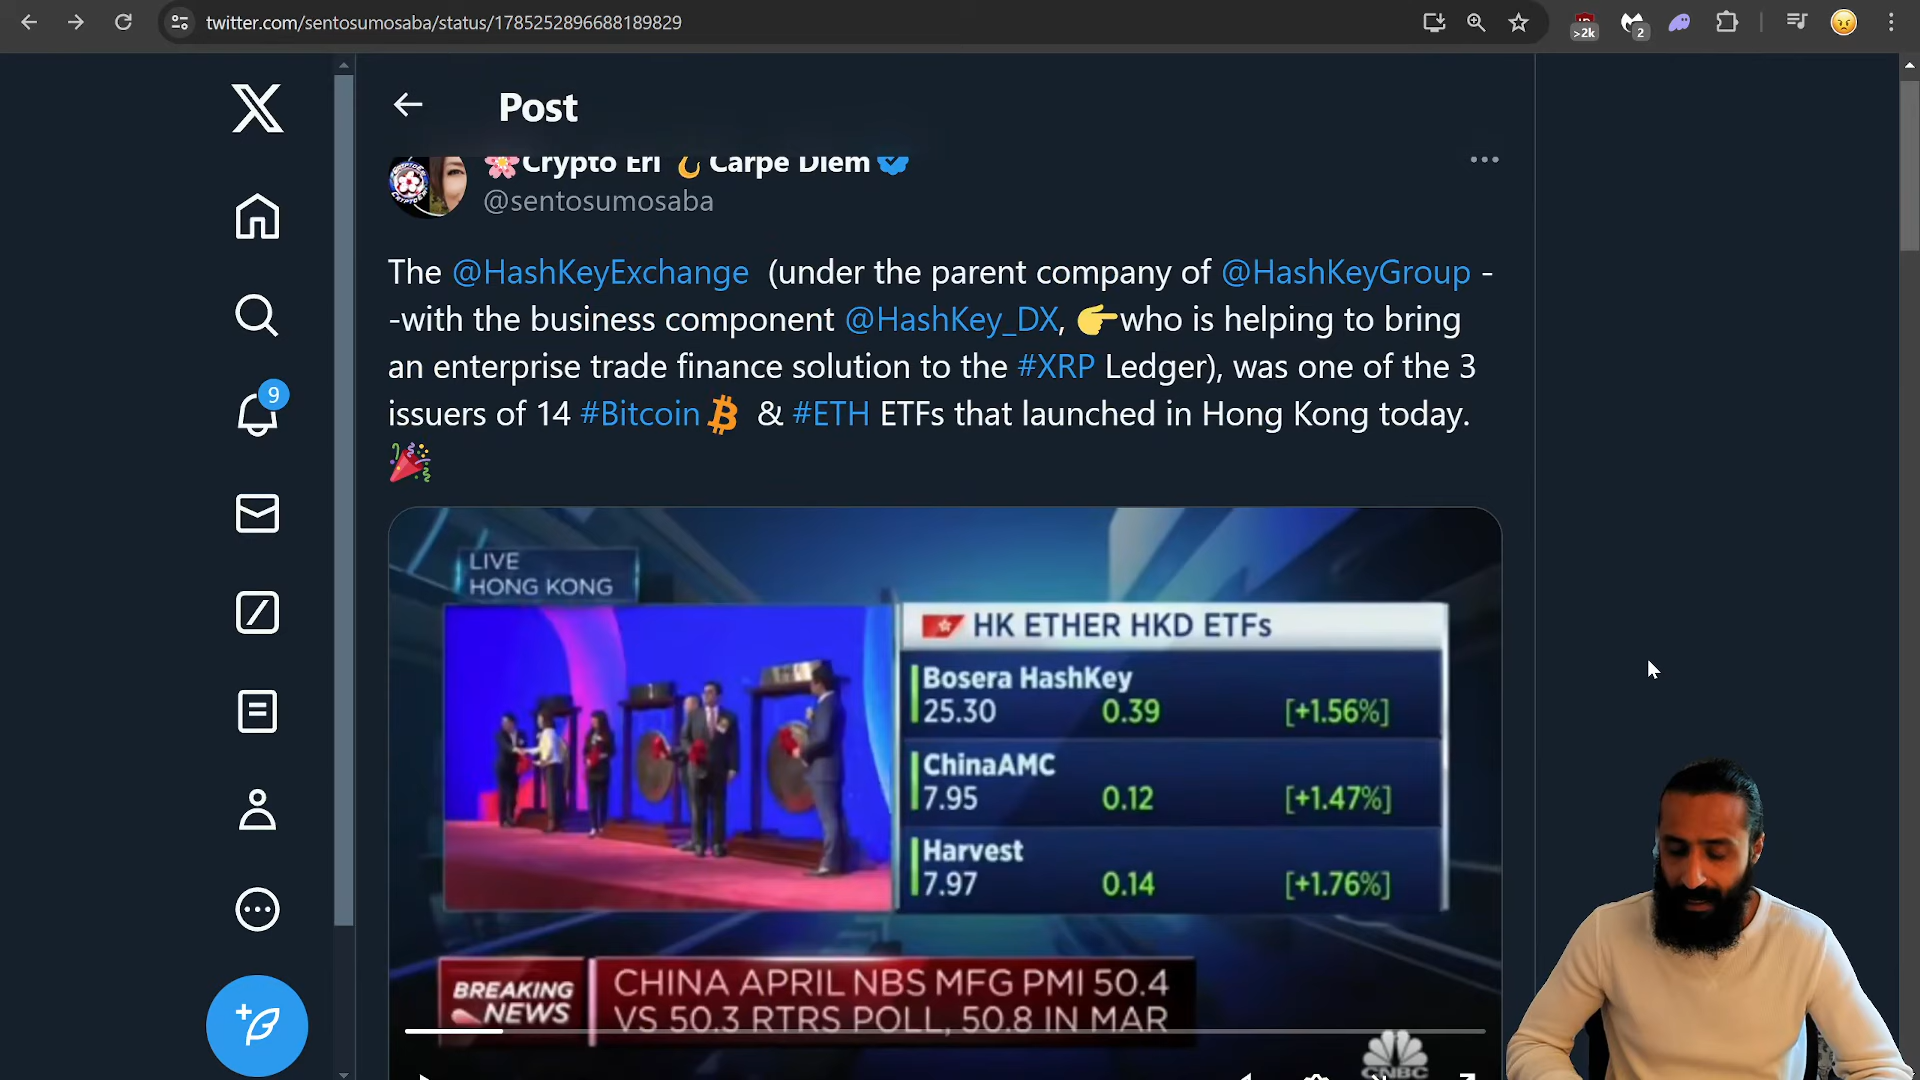 twitter.com/sentosumosaba/status/1785252896688189829
>2k
2
Post
Crypto Eri Carpe Diem
@sentosumosaba
The @HashKeyExchange (under the parent company of @HashKeyGroup -
-with the business component @HashKey_DX, 👉who is helping to bring
an enterprise trade finance solution to the #XRP Ledger), was one of the 3
issuers of 14 #Bitcoin & #ETH ETFs that launched in Hong Kong today.
🎉
9
LIVE
HONG KONG
HK ETHER HKD ETFs
Bosera HashKey
25.30 0.39 [+1.56%]
ChinaAMC
7.95 0.12 [+1.47%]
Harvest
7.97 0.14 [+1.76%]
BREAKING
NEWS
CHINA APRIL NBS MFG PMI 50.4
VS 50.3 RTRS POLL, 50.8 IN MAR
CNBC